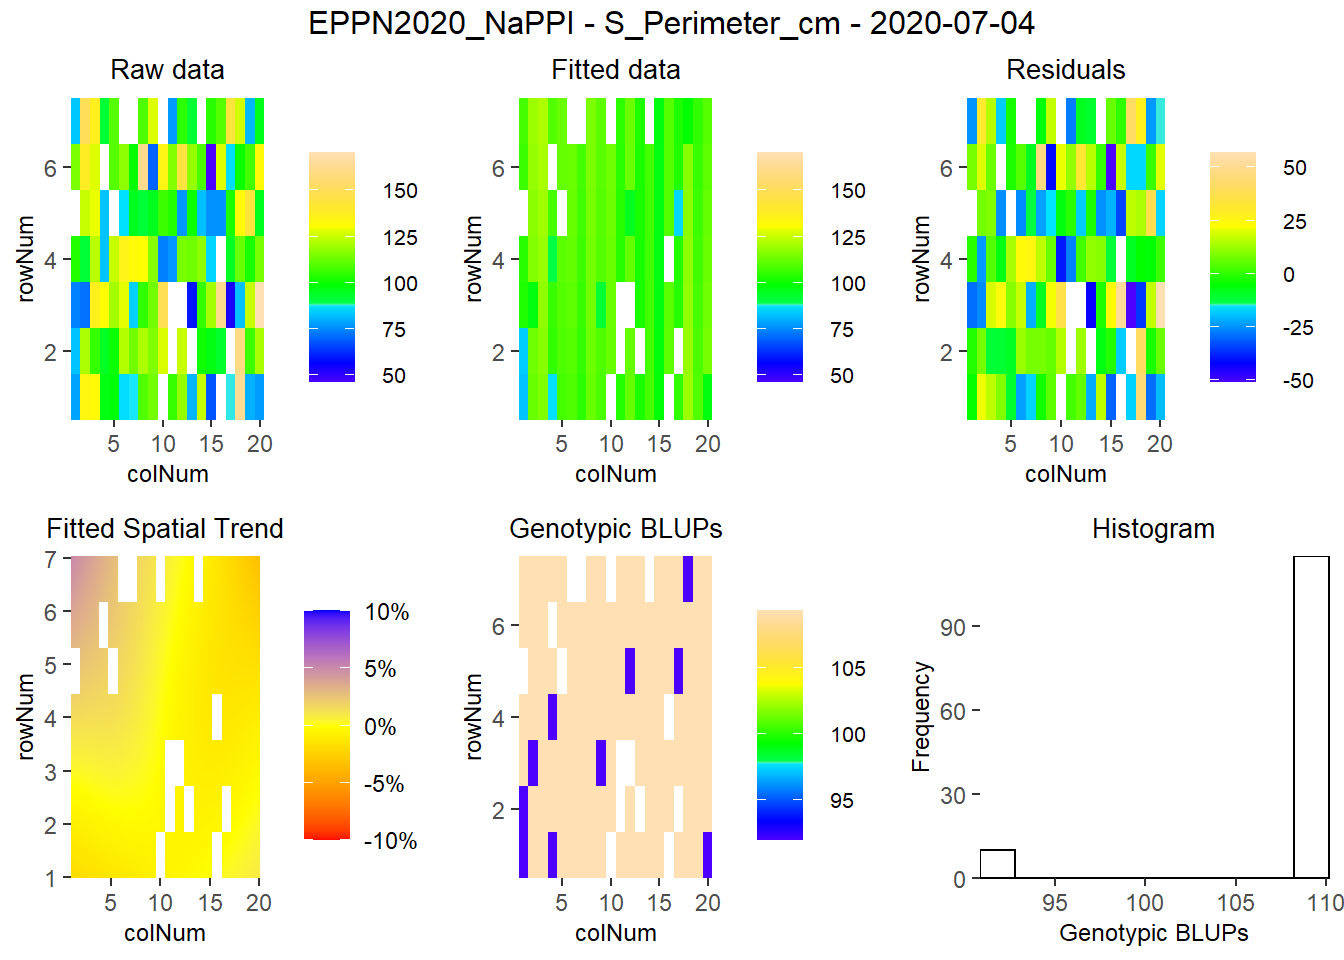 EPPN2020_NaPPI - S_Perimeter_cm - 2020-07-04
Raw data
Fitted data
Residuals
rowNum
6
4
2
5 10 15 20
colNum
150
125
100
75
50
rowNum
6
4
2
5 10 15 20
colNum
150
125
100
75
50
rowNum
6
4
2
5 10 15 20
colNum
50
25
0
-25
-50
Fitted Spatial Trend
Genotypic BLUPs
Histogram
rowNum
7
6
5
4
3
2
1
5 10 15 20
colNum
10%
5%
0%
-5%
-10%
rowNum
6
4
2
5 10 15 20
colNum
105
100
95
Frequency
90
60
30
0
95 100 105 110
Genotypic BLUPs